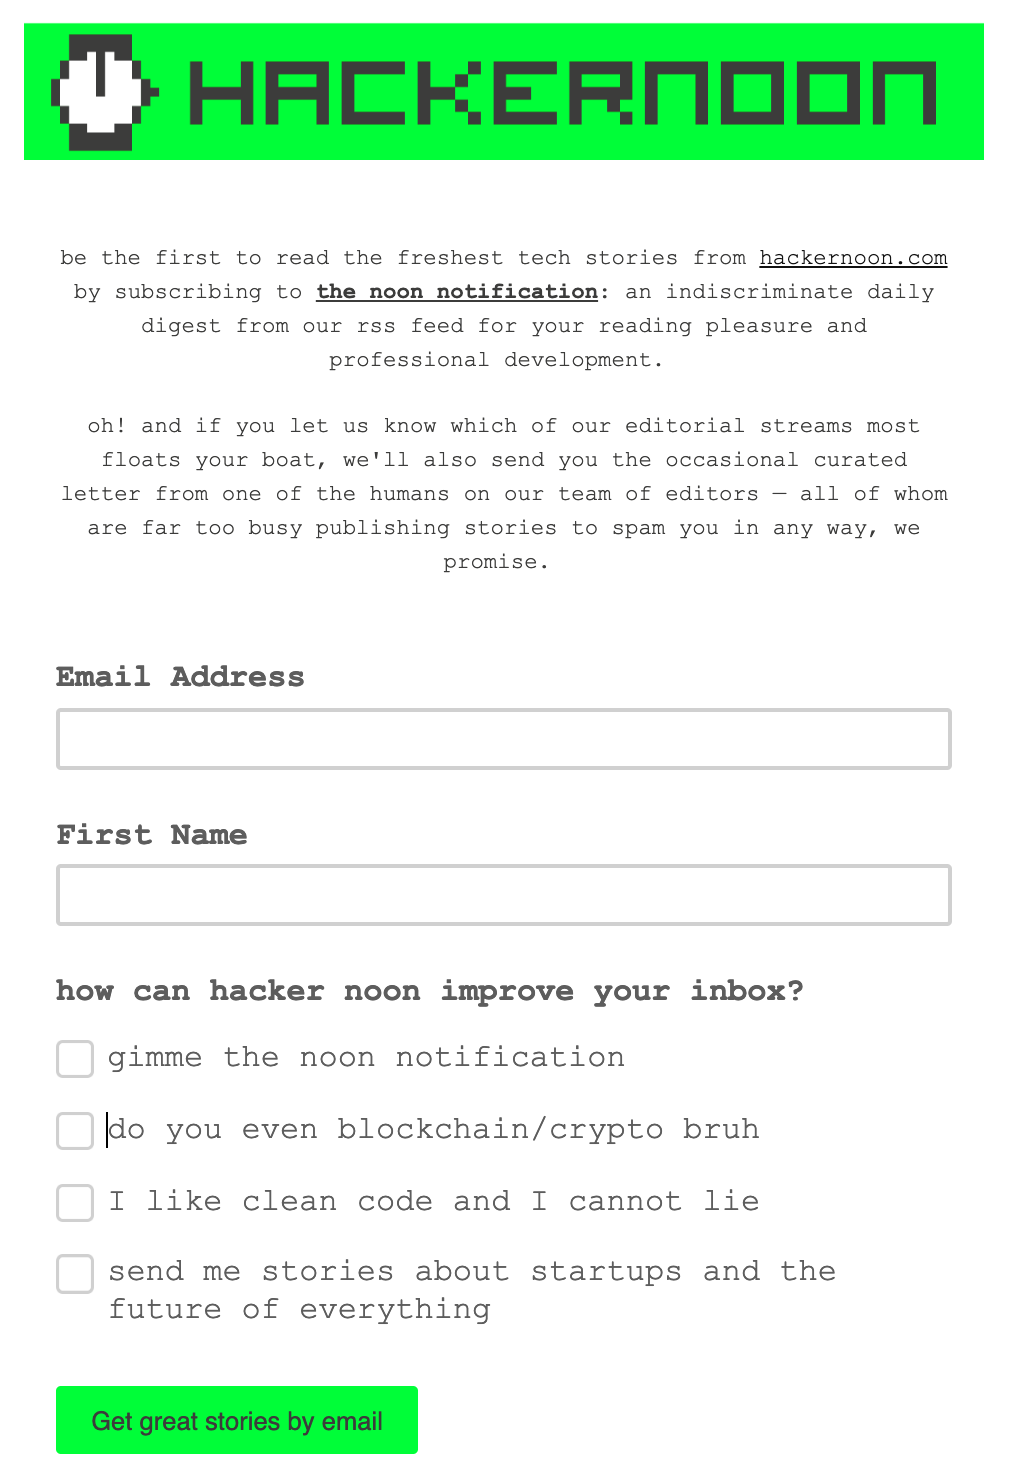 HACKERNOON
be the first to read the freshest tech stories from hackernoon.com
by subscribing to the noon notification: an indiscriminate daily
digest from our rss feed for your reading pleasure and
professional development.
oh! and if you let us know which of our editorial streams most
floats your boat, we'll also send you the occasional curated
letter from one of the humans on our team of editors — all of whom
are far too busy publishing stories to spam you in any way, we
promise.
Email Address
First Name
how can hacker noon improve your inbox?
gimme the noon notification
do you even blockchain/crypto bruh
I like clean code and I cannot lie
send me stories about startups and the
future of everything
Get great stories by email